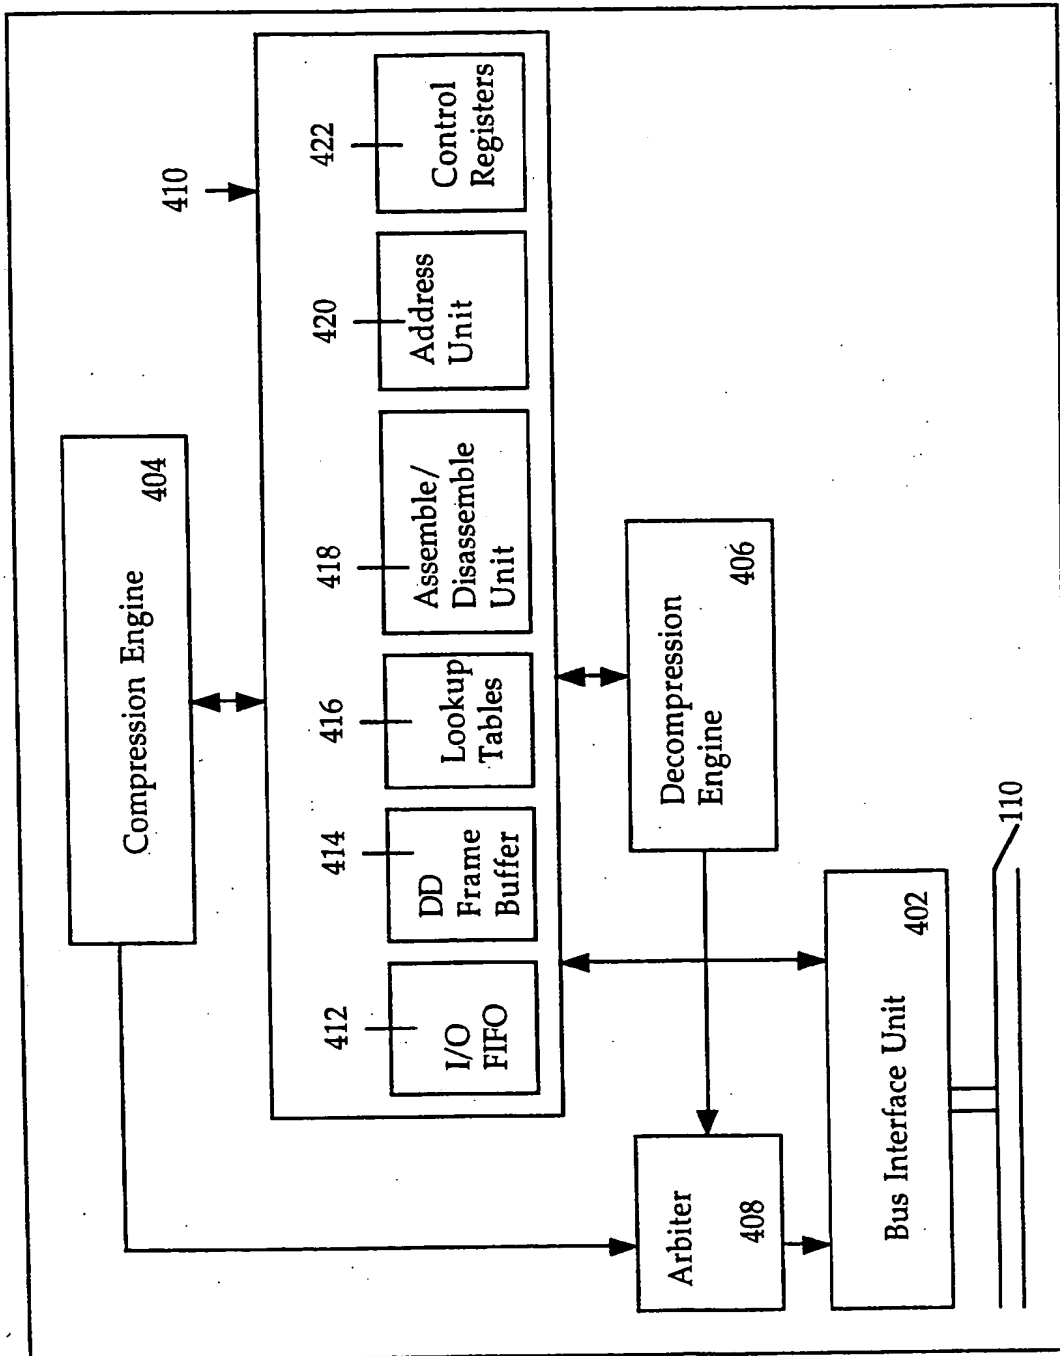 Compression Engine
404
410
412
414
416
418
420
422
I/O
FIFO
DD
Frame
Buffer
Lookup
Tables
Assemble/
Disassemble
Unit
Address
Unit
Control
Registers
Decompression
Engine
406
Arbiter
408
Bus Interface Unit
402
110